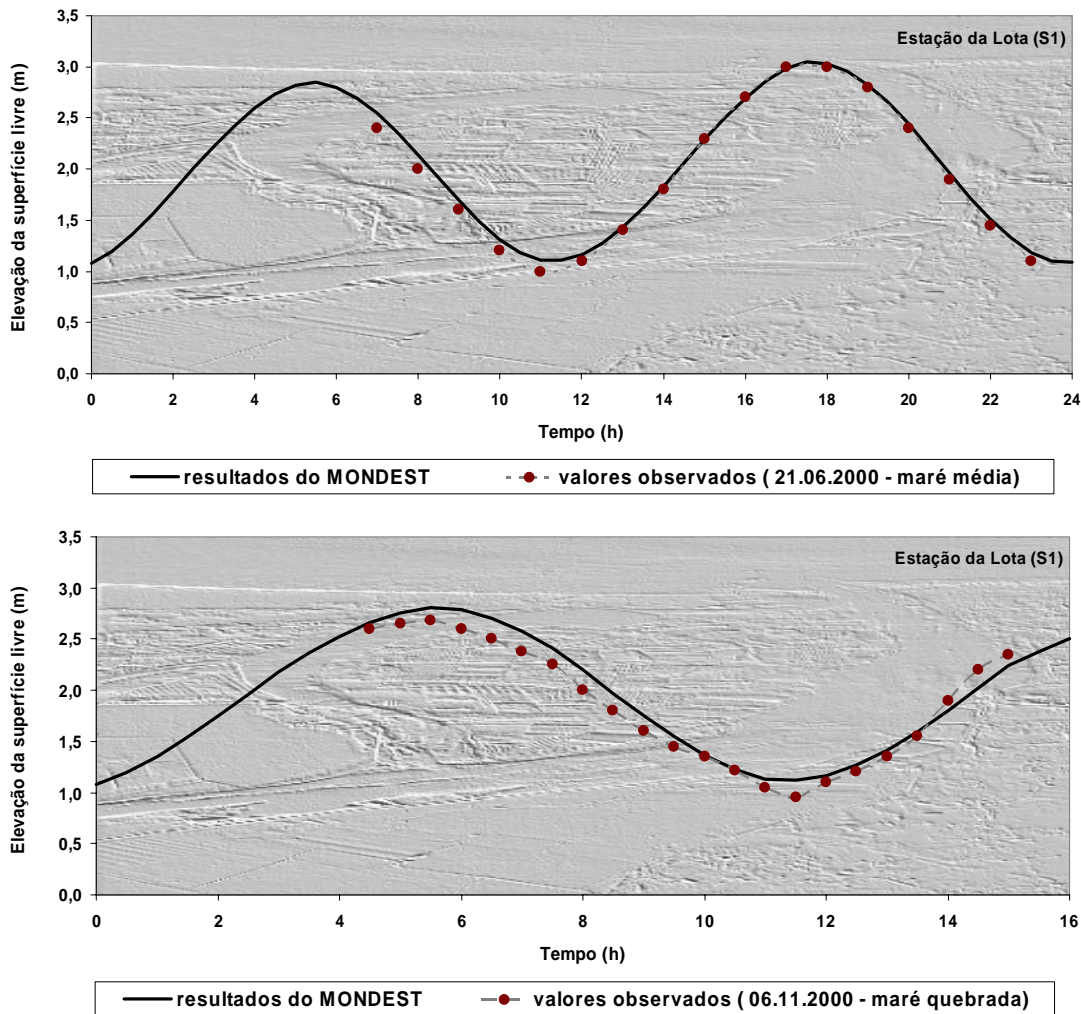 Elevação da superfície livre (m)
3,5
3,0
2,5
2,0
1,5
1,0
0,5
0,0
Estação da Lota (S1)
0 2 4 6 8 10 12 14 16 18 20 22 24
Tempo (h)
resultados do MONDEST valores observados ( 21.06.2000 - maré média)
Elevação da superfície livre (m)
3,5
3,0
2,5
2,0
1,5
1,0
0,5
0,0
Estação da Lota (S1)
0 2 4 6 8 10 12 14 16
Tempo (h)
resultados do MONDEST valores observados ( 06.11.2000 - maré quebrada)